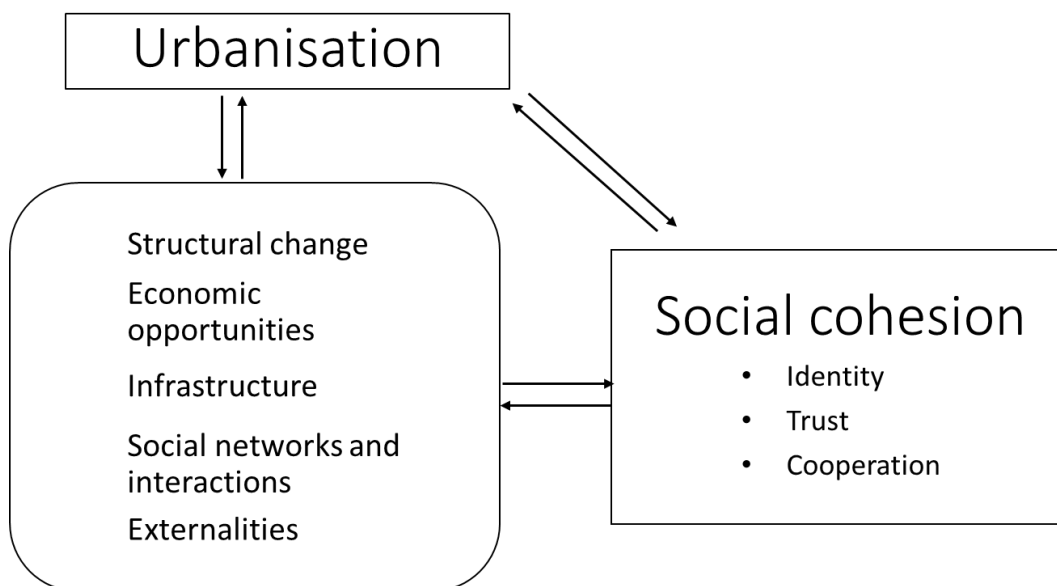 Urbanisation
Structural change
Economic
opportunities
Infrastructure
Social networks and
interactions
Externalities
Social cohesion
• Identity
• Trust
• Cooperation